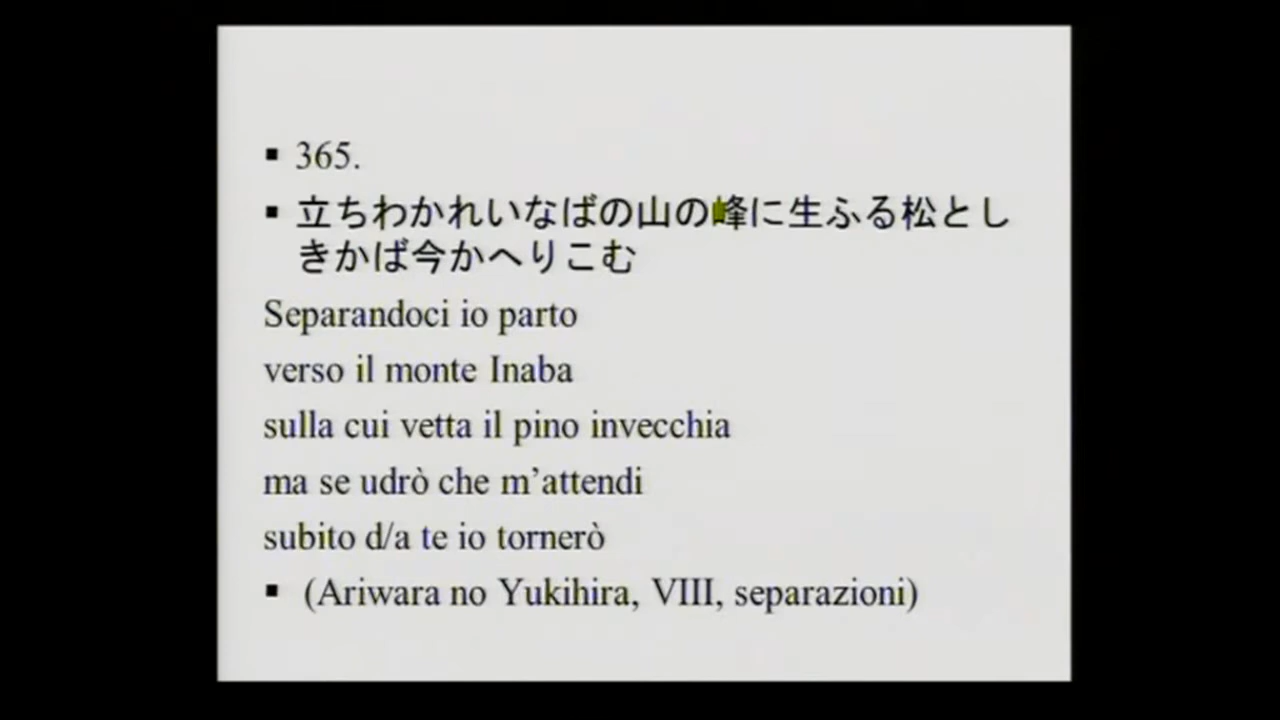 ▪ 365.
▪ 立ちわかれいなばの山の峰に生ふる松とし
きかば今かへりこむ
Separandoci io parto
verso il monte Inaba
sulla cui vetta il pino invecchia
ma se udrò che m’attendi
subito d/a te io tornerò
▪ (Ariwara no Yukihira, VIII, separazioni)